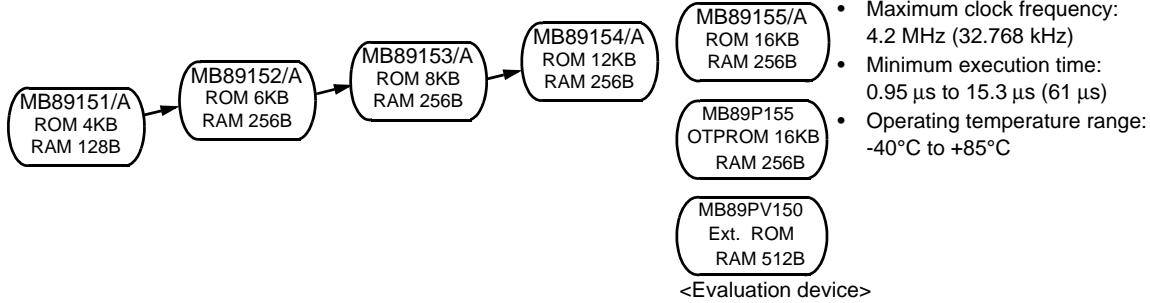 MB89151/A
ROM 4KB
RAM 128B
MB89152/A
ROM 6KB
RAM 256B
MB89153/A
ROM 8KB
RAM 256B
MB89154/A
ROM 12KB
RAM 256B
MB89155/A
ROM 16KB
RAM 256B
MB89P155
OTPROM 16KB
RAM 256B
MB89PV150
Ext. ROM
RAM 512B
<Evaluation device>
• Maximum clock frequency:
4.2 MHz (32.768 kHz)
• Minimum execution time:
0.95 µs to 15.3 µs (61 µs)
• Operating temperature range:
-40°C to +85°C